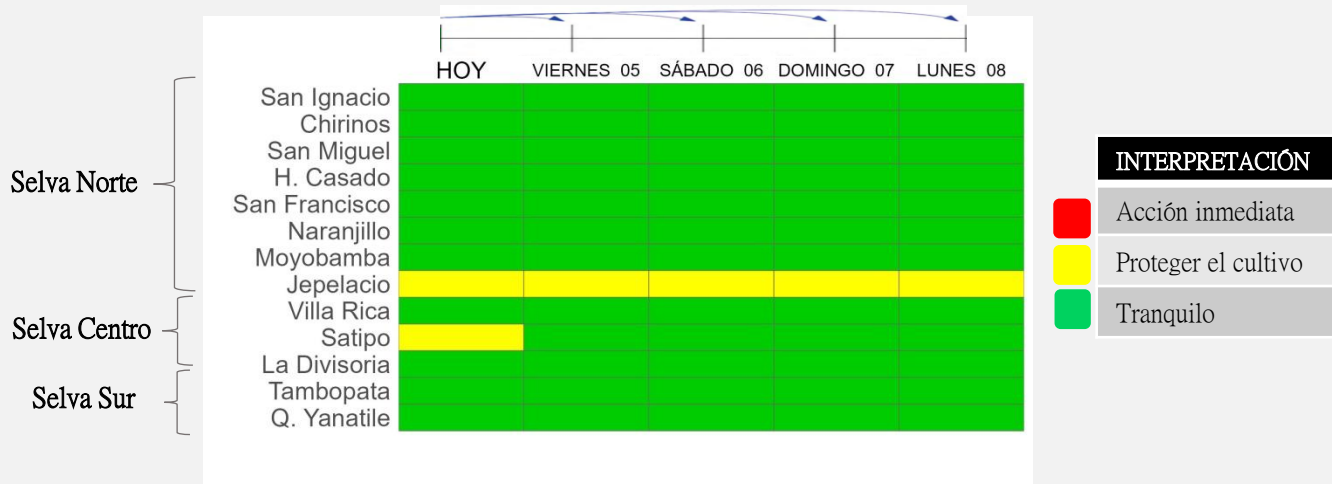 HOY VIERNES 05 SÁBADO 06 DOMINGO 07 LUNES 08
Selva Norte
San Ignacio
Chirinos
San Miguel
H. Casado
San Francisco
Naranjillo
Moyobamba
Jepelacio
Selva Centro
Villa Rica
Satipo
La Divisoria
Selva Sur
Tambopata
Q. Yanatile
INTERPRETACIÓN
Acción inmediata
Proteger el cultivo
Tranquilo